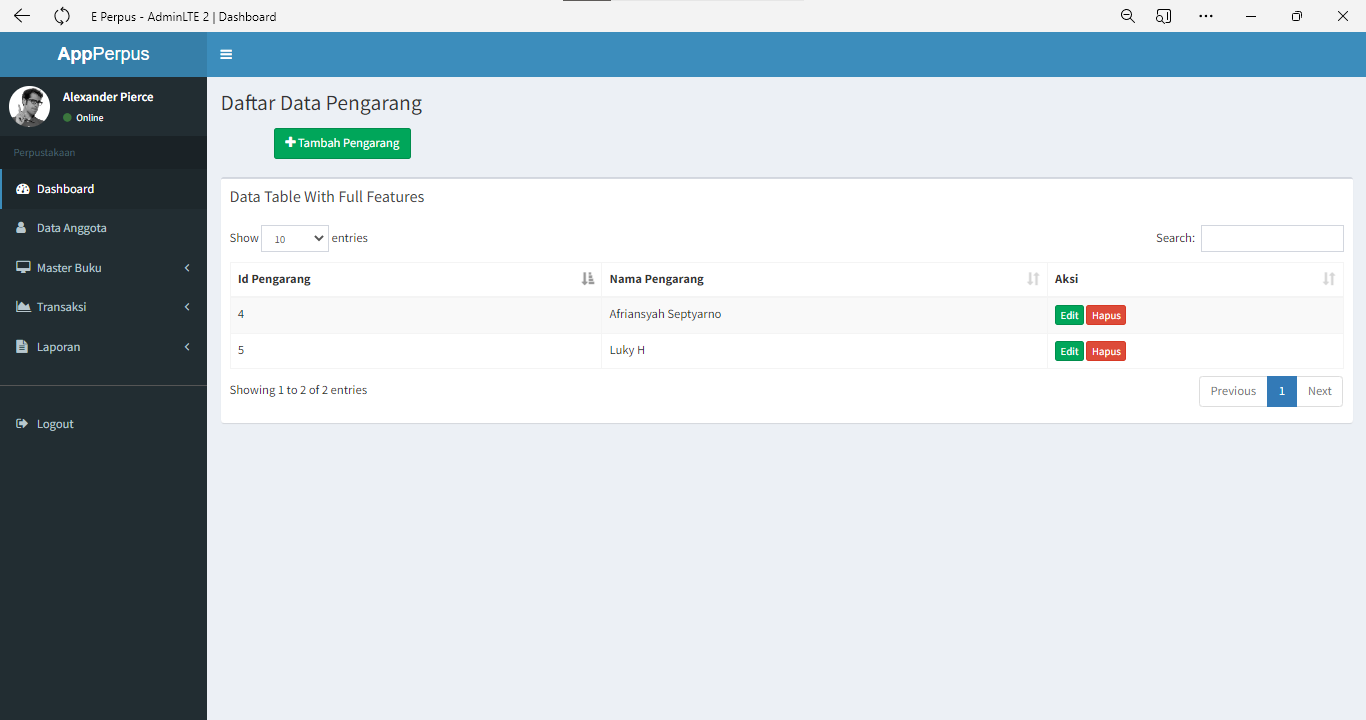 E Perpus - AdminLTE 2 | Dashboard
AppPerpus
Alexander Pierce
Online
Perpustakaan
Dashboard
Data Anggota
Master Buku
Transaksi
Laporan
Logout
Daftar Data Pengarang
Tambah Pengarang
Data Table With Full Features
Show 10 entries Search:
Id Pengarang Nama Pengarang Aksi
4 Afriansyah Septyarno Edit Hapus
5 Luky H Edit Hapus
Showing 1 to 2 of 2 entries Previous 1 Next